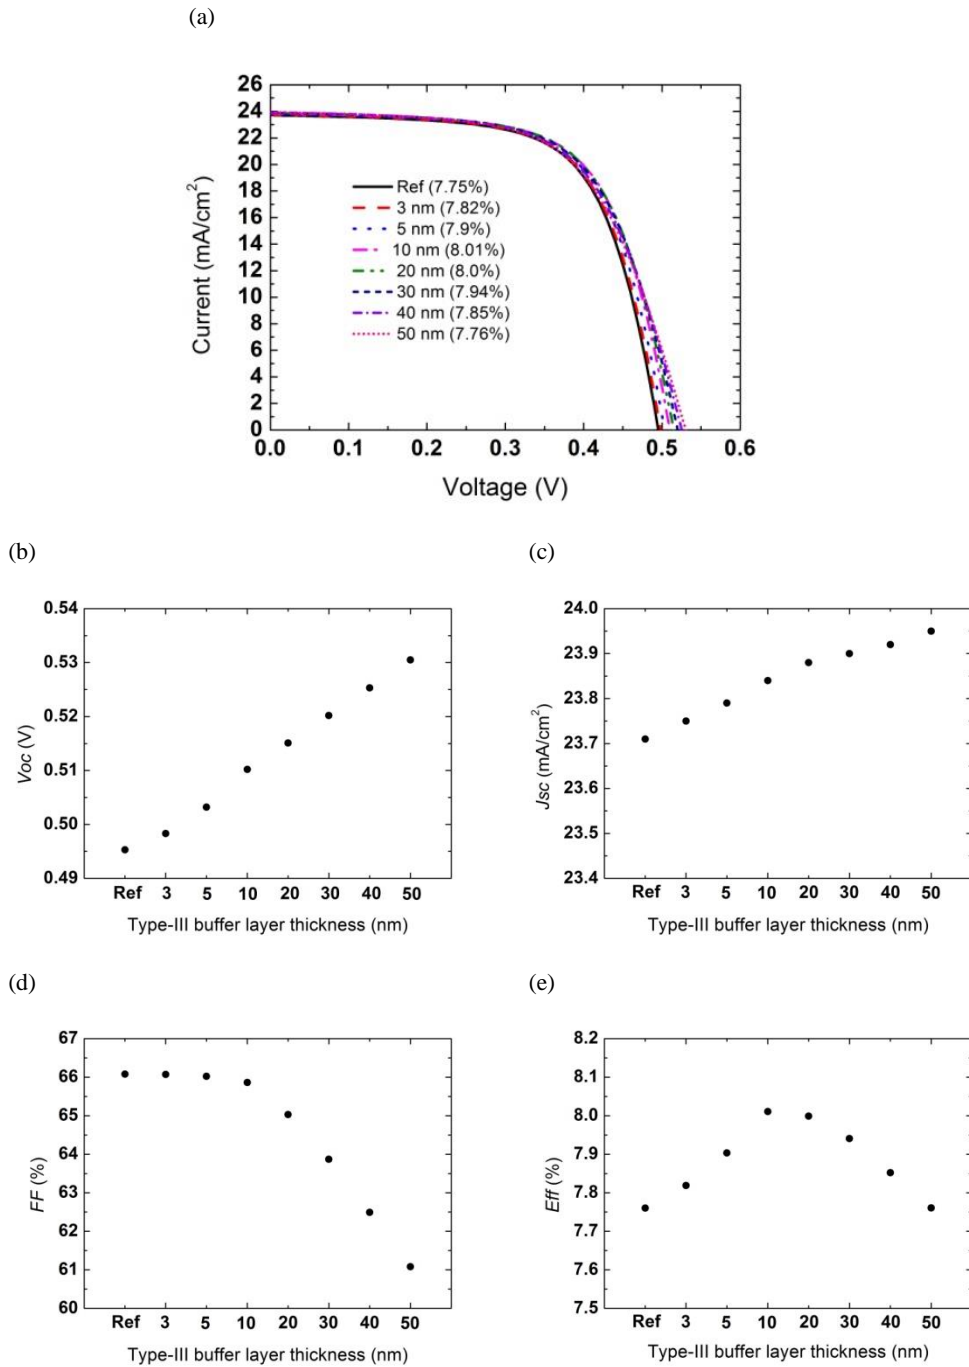 (a)
26
24
22
20
18
16
14
12
10
8
6
4
2
0
Current (mA/cm²)
Ref (7.75%)
3 nm (7.82%)
5 nm (7.9%)
10 nm (8.01%)
20 nm (8.0%)
30 nm (7.94%)
40 nm (7.85%)
50 nm (7.76%)
0.0 0.1 0.2 0.3 0.4 0.5 0.6
Voltage (V)
(b)
0.54
0.53
0.52
0.51
0.50
0.49
Voc (V)
Ref 3 5 10 20 30 40 50
Type-III buffer layer thickness (nm)
(c)
24.0
23.9
23.8
23.7
23.6
23.5
23.4
Jsc (mA/cm²)
Ref 3 5 10 20 30 40 50
Type-III buffer layer thickness (nm)
(d)
67
66
65
64
63
62
61
60
FF (%)
Ref 3 5 10 20 30 40 50
Type-III buffer layer thickness (nm)
(e)
8.2
8.1
8.0
7.9
7.8
7.7
7.6
7.5
Eff (%)
Ref 3 5 10 20 30 40 50
Type-III buffer layer thickness (nm)